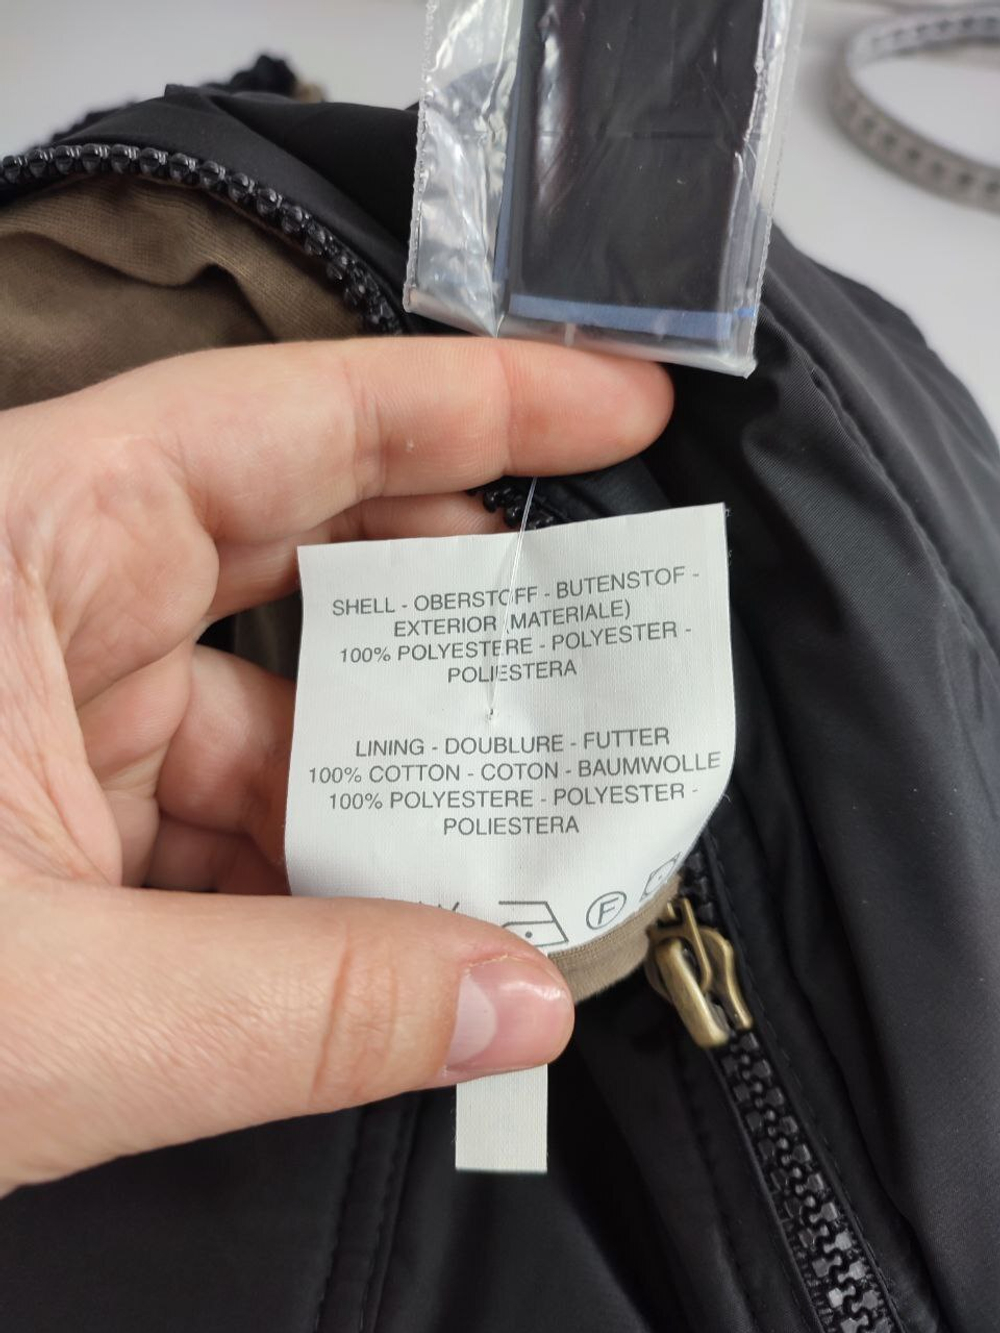 SHELL - OBERSTOFF - BUTENSTOF -
EXTERIOR (MATERIALE)
100% POLYESTERE - POLYESTER -
POLIESTERA
LINING - DOUBLURE - FUTTER
100% COTTON - COTON - BAUMWOLLE
100% POLYESTERE - POLYESTER -
POLIESTERA
F